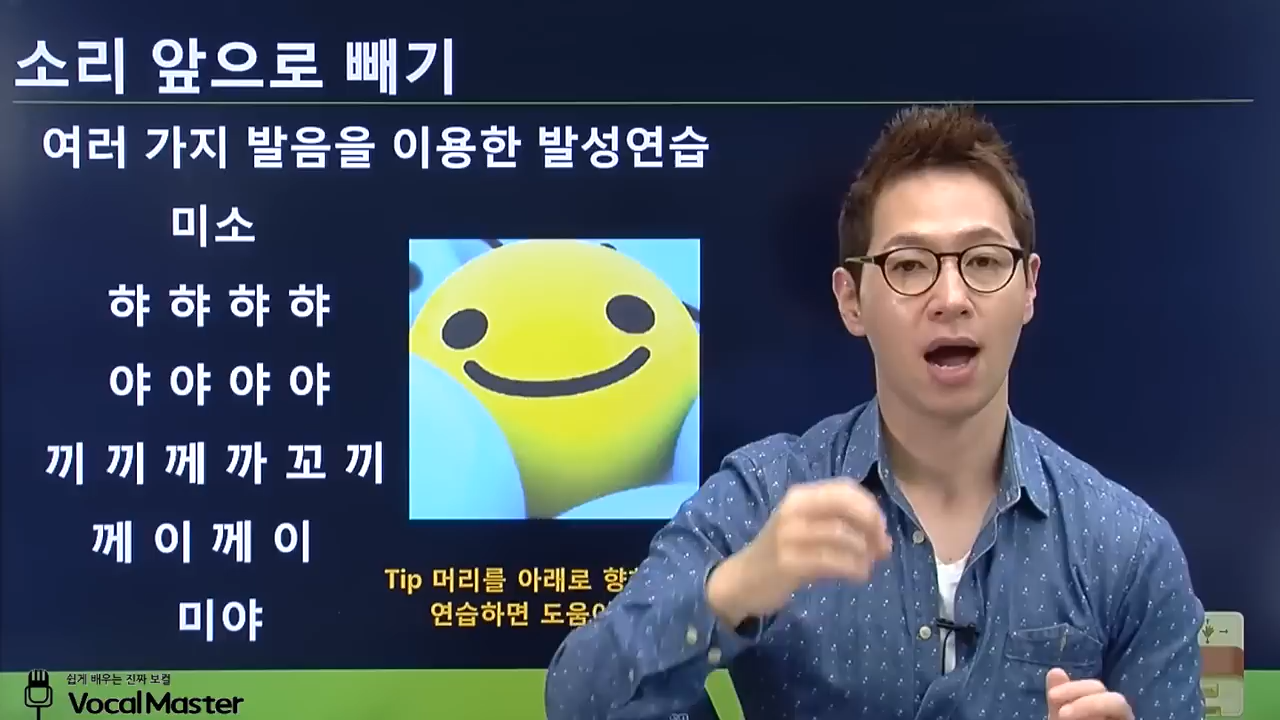 소리 앞으로 빼기
여러 가지 발음을 이용한 발성연습
미소
햐 햐 햐 햐
야 야 야 야
끼 끼 께 까 꼬 끼
께 이 께 이
미야
Tip 머리를 아래로
연습하면
쉽게 배우는 진짜 보컬
VocalMaster